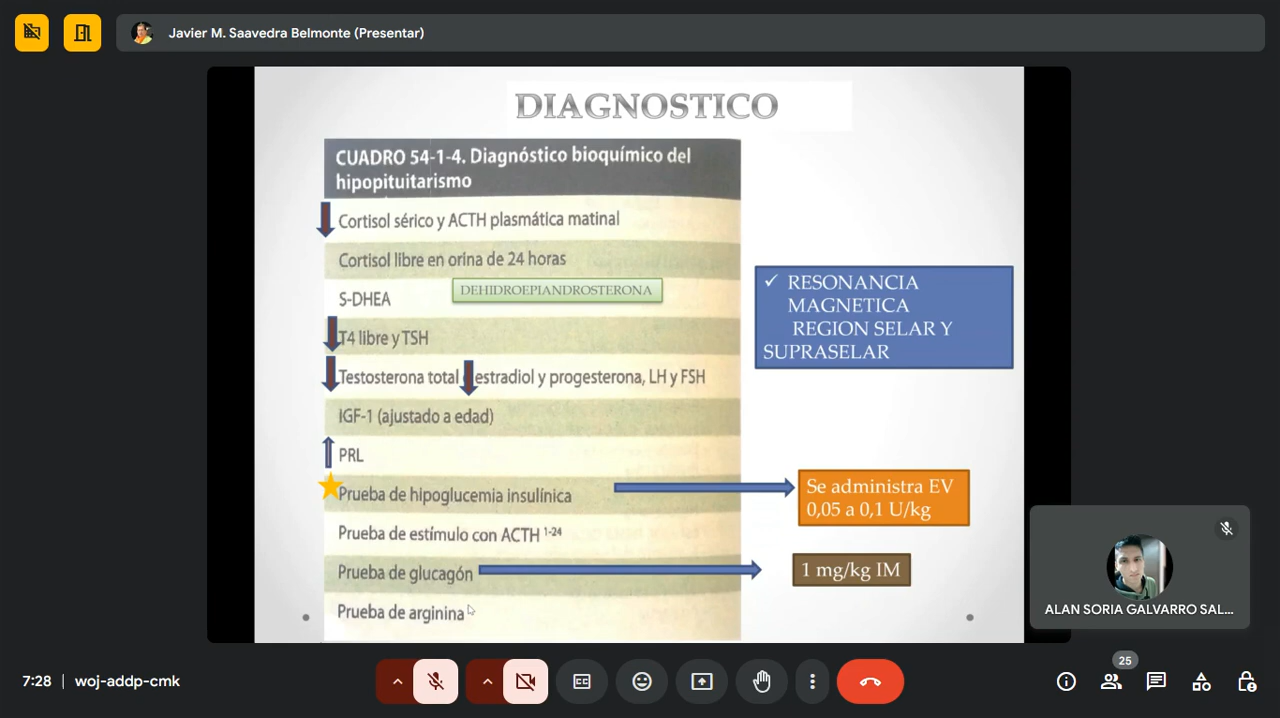 Javier M. Saavedra Belmonte (Presentar)
DIAGNOSTICO
CUADRO 54-1-4. Diagnóstico bioquímico del
hipopituitarismo
Cortisol sérico y ACTH plasmática matinal
Cortisol libre en orina de 24 horas
S-DHEA
DEHIDROEPIANDROSTERONA
T4 libre y TSH
Testosterona total estradiol y progesterona, LH y FSH
IGF-1 (ajustado a edad)
PRL
Prueba de hipoglucemia insulínica
Prueba de estímulo con ACTH 1-24
Prueba de glucagón
Prueba de arginina
✓ RESONANCIA
MAGNETICA
REGION SELAR Y
SUPRASELAR
Se administra EV
0,05 a 0,1 U/kg
1 mg/kg IM
ALAN SORIA GALVARRO SAL...
7:28 | woj-addp-cmk
25